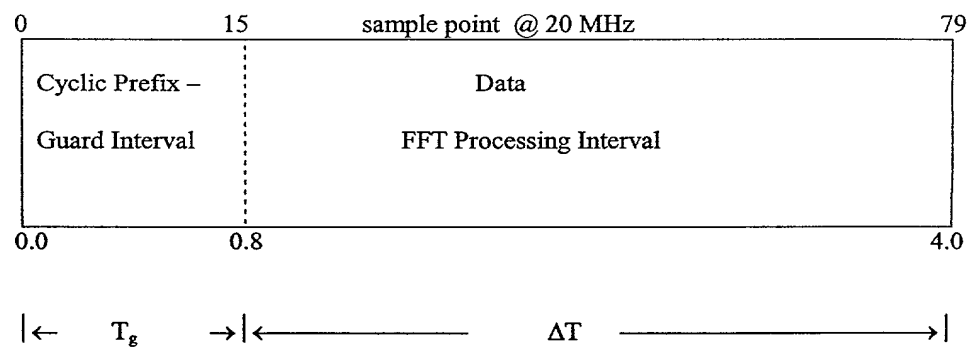 0 15 sample point @ 20 MHz 79
Cyclic Prefix – Data
Guard Interval FFT Processing Interval
0.0 0.8 4.0
Tg ΔT